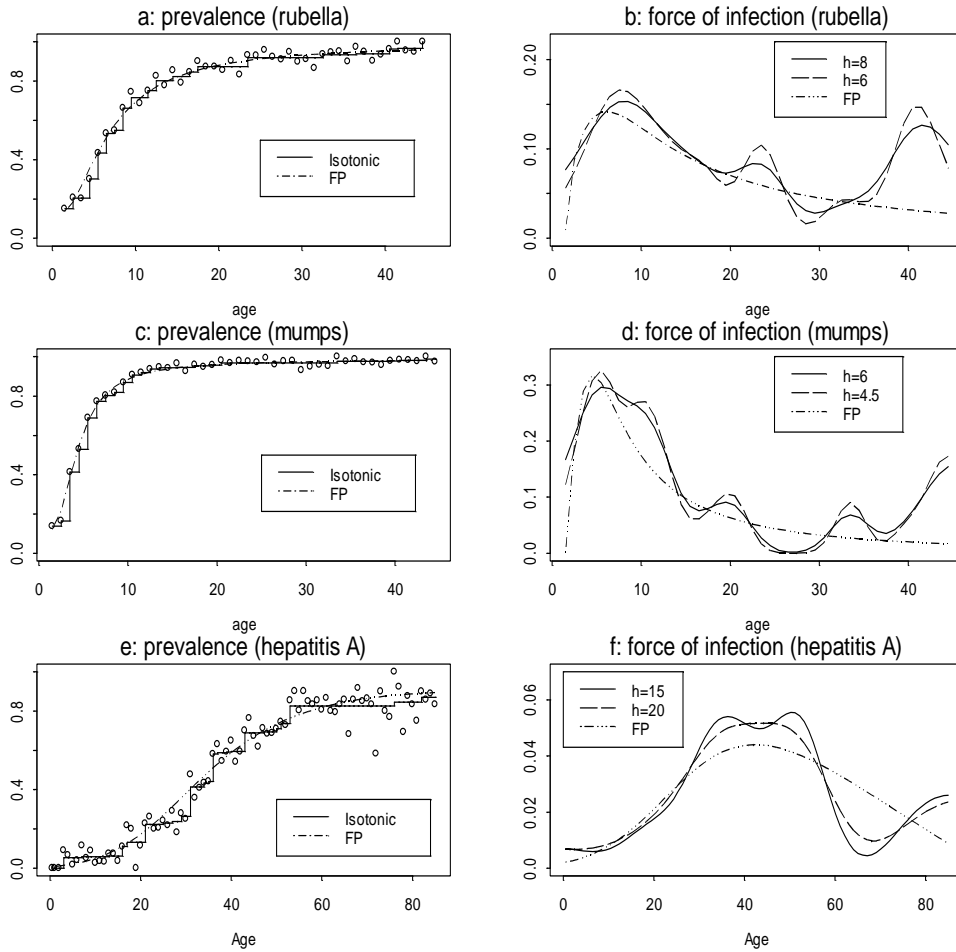 a: prevalence (rubella)
0.0 0.4 0.8
Isotonic
FP
0 10 20 30 40
age
b: force of infection (rubella)
0.0 0.10 0.20
h=8
h=6
FP
0 10 20 30 40
age
c: prevalence (mumps)
0.0 0.4 0.8
Isotonic
FP
0 10 20 30 40
age
d: force of infection (mumps)
0.0 0.1 0.2 0.3
h=6
h=4.5
FP
0 10 20 30 40
age
e: prevalence (hepatitis A)
0.0 0.4 0.8
Isotonic
FP
0 20 40 60 80
Age
f: force of infection (hepatitis A)
0.0 0.02 0.04 0.06
h=15
h=20
FP
0 20 40 60 80
Age